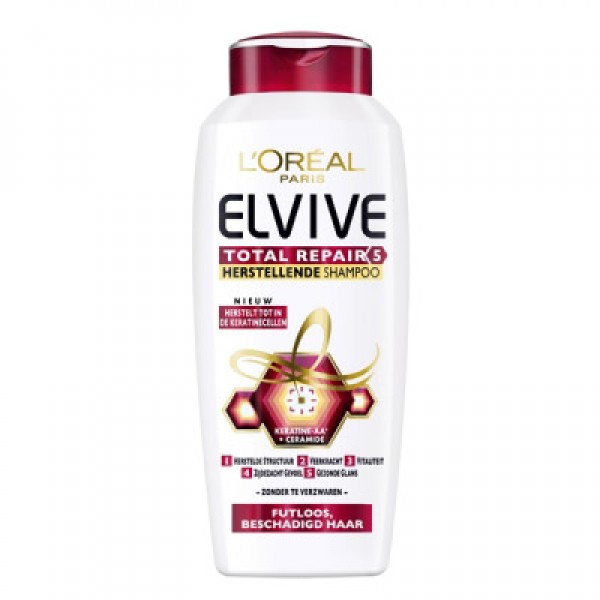 L'ORÉAL
PARIS
ELVIVE
TOTAL REPAIR 5
HERSTELLENDE SHAMPOO
NIEUW
HERSTELT TOT IN
DE KERATINECELLEN
KERATINE-AA*
+ CERAMIDE
1 HERSTELDE STRUCTUUR 2 VEERKRACHT 3 VITALITEIT
4 ZIJDEZACHT GEVOEL 5 GEZONDE GLANS
- ZONDER TE VERZWAREN -
FUTLOOS,
BESCHADIGD HAAR